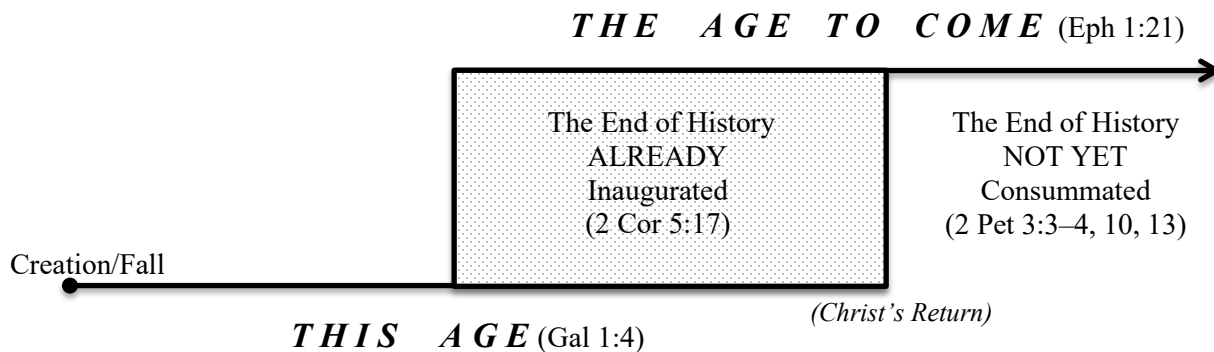 THE AGE TO COME (Eph 1:21)
The End of History
ALREADY
Inaugurated
(2 Cor 5:17)
The End of History
NOT YET
Consummated
(2 Pet 3:3–4, 10, 13)
Creation/Fall
(Christ’s Return)
THIS AGE (Gal 1:4)